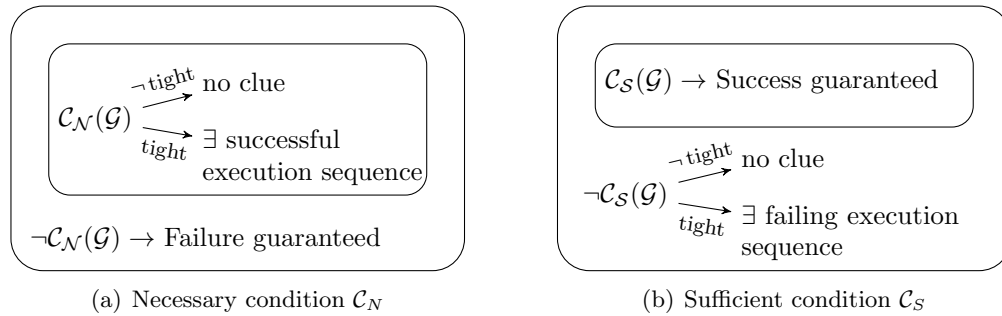 ¬ tight
no clue
𝒞_𝒩(𝒢)
tight
∃ successful
execution sequence
¬𝒞_𝒩(𝒢) → Failure guaranteed
(a) Necessary condition 𝒞_N
𝒞_𝒮(𝒢) → Success guaranteed
¬ tight
no clue
¬𝒞_𝒮(𝒢)
tight
∃ failing execution
sequence
(b) Sufficient condition 𝒞_S